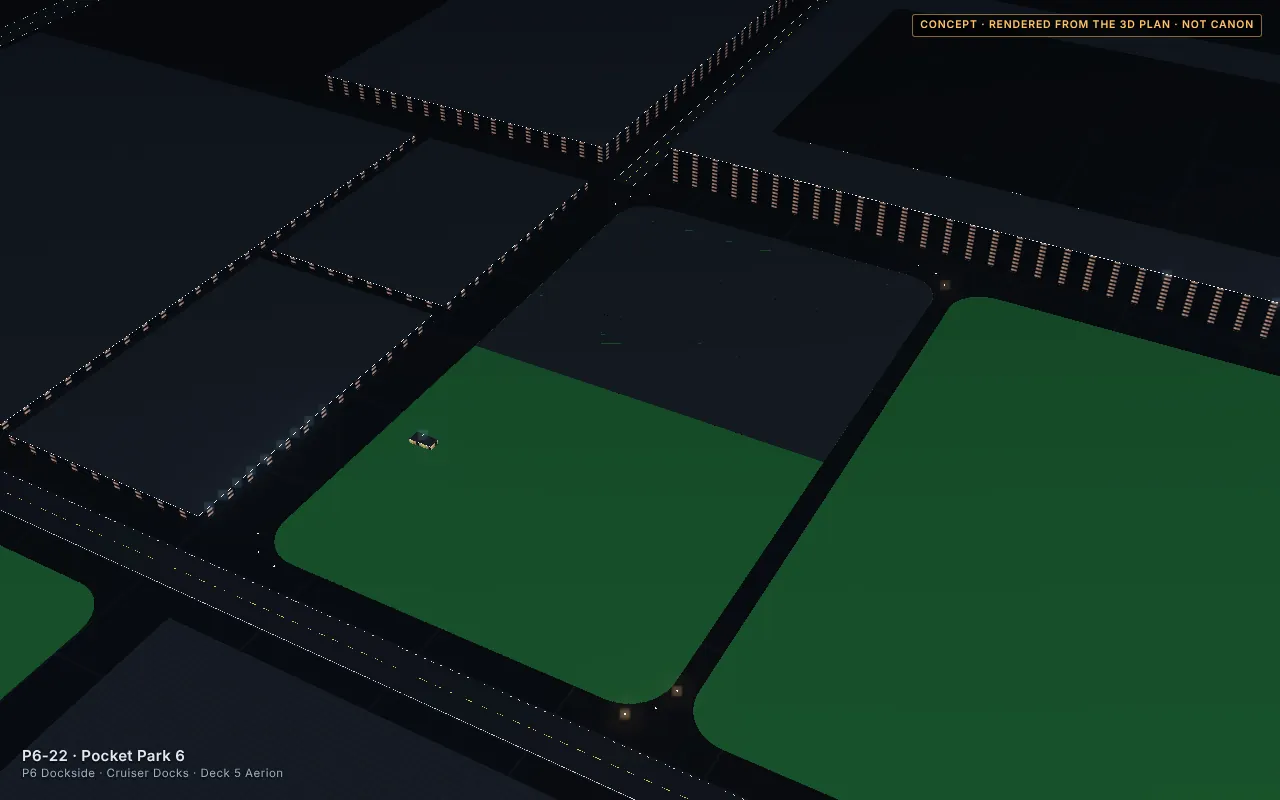 CONCEPT · RENDERED FROM THE 3D PLAN · NOT CANON
P6-22 · Pocket Park 6
P6 Dockside · Cruiser Docks · Deck 5 Aerion